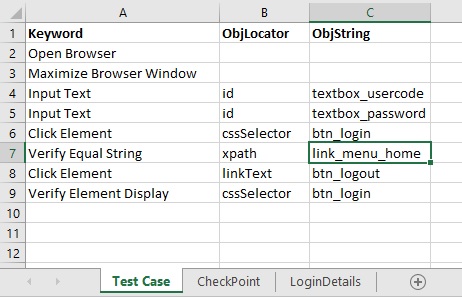 A B C
1 Keyword ObjLocator ObjString
2 Open Browser
3 Maximize Browser Window
4 Input Text id textbox_usercode
5 Input Text id textbox_password
6 Click Element cssSelector btn_login
7 Verify Equal String xpath link_menu_home
8 Click Element linkText btn_logout
9 Verify Element Display cssSelector btn_login
10
11
12
Test Case CheckPoint LoginDetails